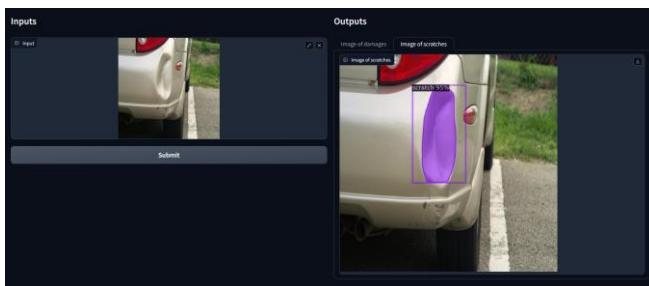 Inputs
Outputs
Input
Submit
Image of damages
Image of scratches
Image of scratches
scratch 95%